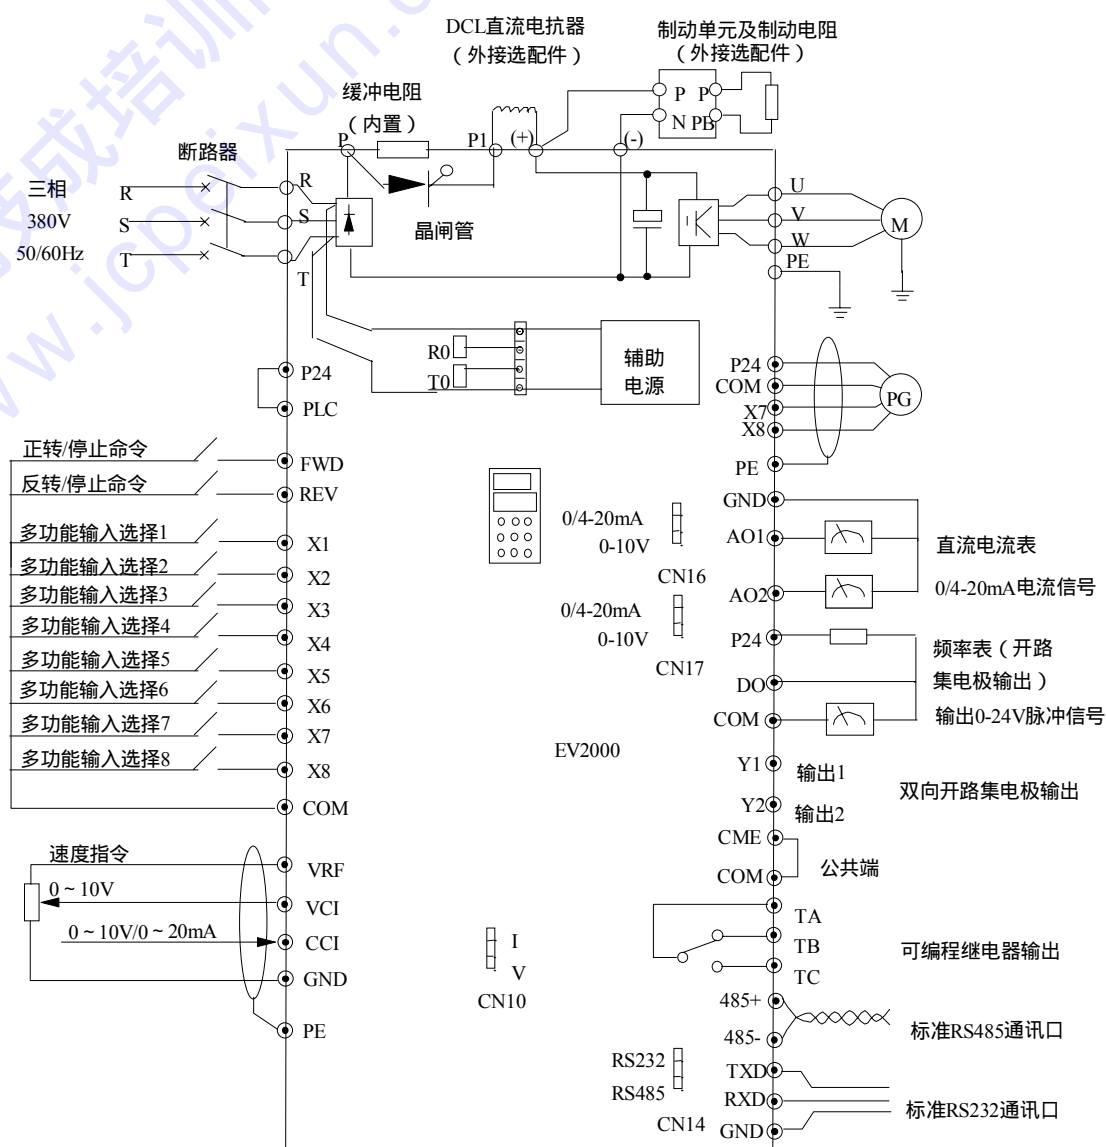 DCL直流电抗器
（外接选配件）
制动单元及制动电阻
（外接选配件）
缓冲电阻
（内置）
P P
N PB
P
P1
(+)
(-)
断路器
三相
380V
50/60Hz
R
S
T
R
S
T
晶闸管
U
V
W
PE
M
R0
T0
辅助
电源
P24
PLC
P24
COM
X7
X8
PE
PG
正转/停止命令
FWD
反转/停止命令
REV
多功能输入选择1
X1
多功能输入选择2
X2
多功能输入选择3
X3
多功能输入选择4
X4
多功能输入选择5
X5
多功能输入选择6
X6
多功能输入选择7
X7
多功能输入选择8
X8
COM
速度指令
VRF
0～10V
VCI
0～10V/0～20mA
CCI
GND
PE
0/4-20mA
0-10V
CN16
0/4-20mA
0-10V
CN17
EV2000
I
V
CN10
RS232
RS485
CN14
GND
AO1
AO2
直流电流表
0/4-20mA电流信号
P24
DO
COM
频率表（开路
集电极输出）
输出0-24V脉冲信号
Y1
输出1
Y2
输出2
双向开路集电极输出
CME
COM
公共端
TA
TB
TC
可编程继电器输出
485+
485-
标准RS485通讯口
TXD
RXD
GND
标准RS232通讯口
技成培训
www.jcpeixun.c